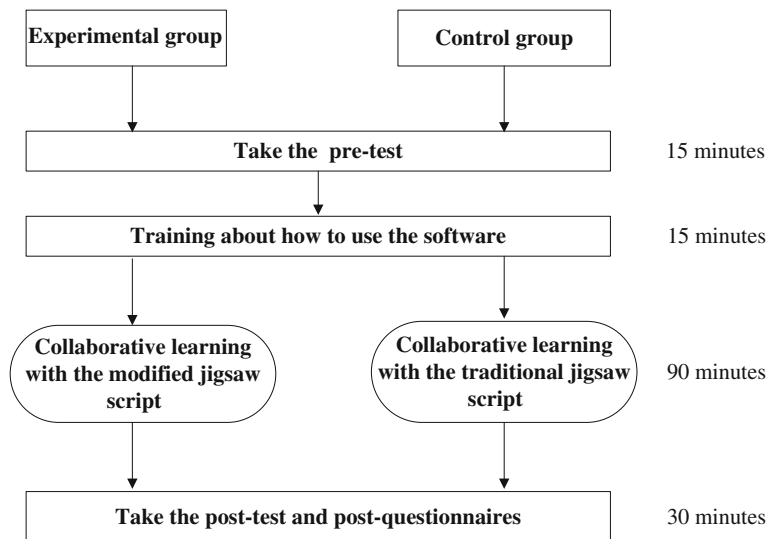 Experimental group
Control group
Take the pre-test
15 minutes
Training about how to use the software
15 minutes
Collaborative learning
with the modified jigsaw
script
Collaborative learning
with the traditional jigsaw
script
90 minutes
Take the post-test and post-questionnaires
30 minutes